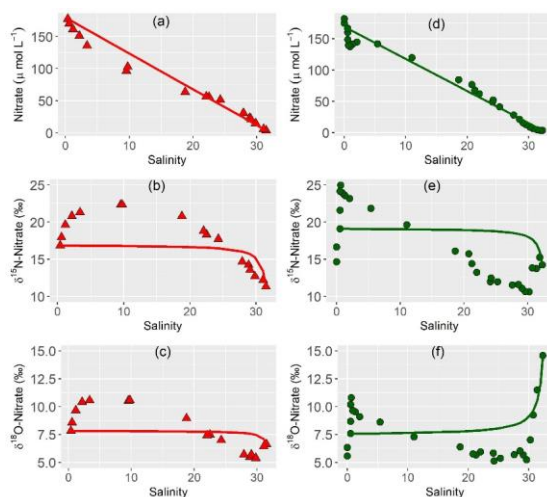 (a)
Nitrate (μ mol L⁻¹)
150
100
50
0
0 10 20 30
Salinity
(d)
Nitrate (μ mol L⁻¹)
150
100
50
0
0 10 20 30
Salinity
(b)
δ¹⁵N-Nitrate (‰)
25
20
15
10
0 10 20 30
Salinity
(e)
δ¹⁵N-Nitrate (‰)
25
20
15
10
0 10 20 30
Salinity
(c)
δ¹⁸O-Nitrate (‰)
15.0
12.5
10.0
7.5
5.0
0 10 20 30
Salinity
(f)
δ¹⁸O-Nitrate (‰)
15.0
12.5
10.0
7.5
5.0
0 10 20 30
Salinity